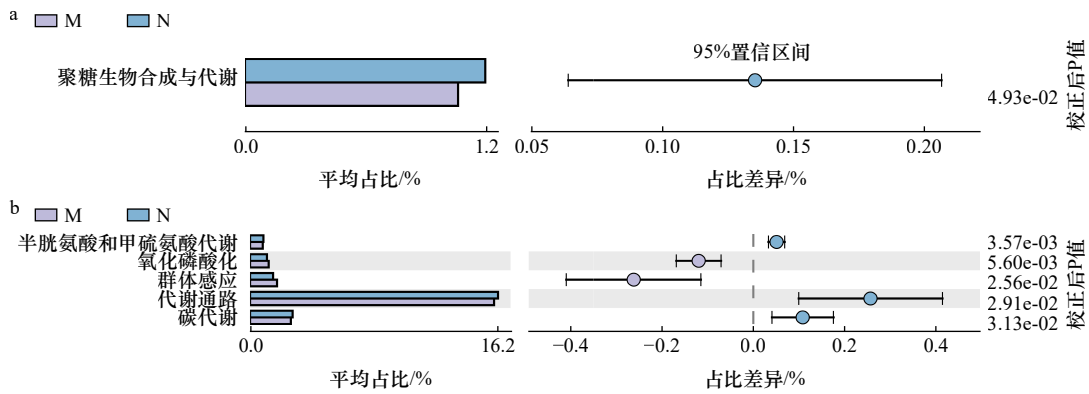 a
M N
95%置信区间
聚糖生物合成与代谢
4.93e-02
校正后P值
0.0 1.2 0.05 0.10 0.15 0.20
平均占比/% 占比差异/%
b
M N
半胱氨酸和甲硫氨酸代谢 3.57e-03
氧化磷酸化 5.60e-03
群体感应 2.56e-02
代谢通路 2.91e-02
碳代谢 3.13e-02
校正后P值
0.0 16.2 −0.4 −0.2 0.0 0.2 0.4
平均占比/% 占比差异/%